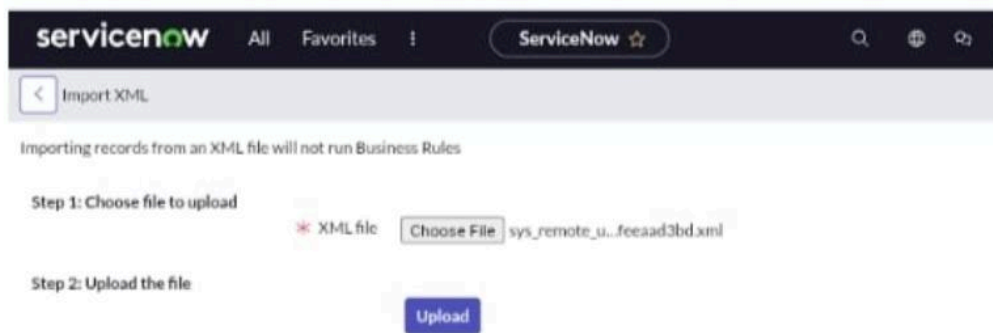 servicenow All Favorites ServiceNow
Import XML
Importing records from an XML file will not run Business Rules
Step 1: Choose file to upload
* XML file Choose File sys_remote_u...feeaad3bd.xml
Step 2: Upload the file
Upload